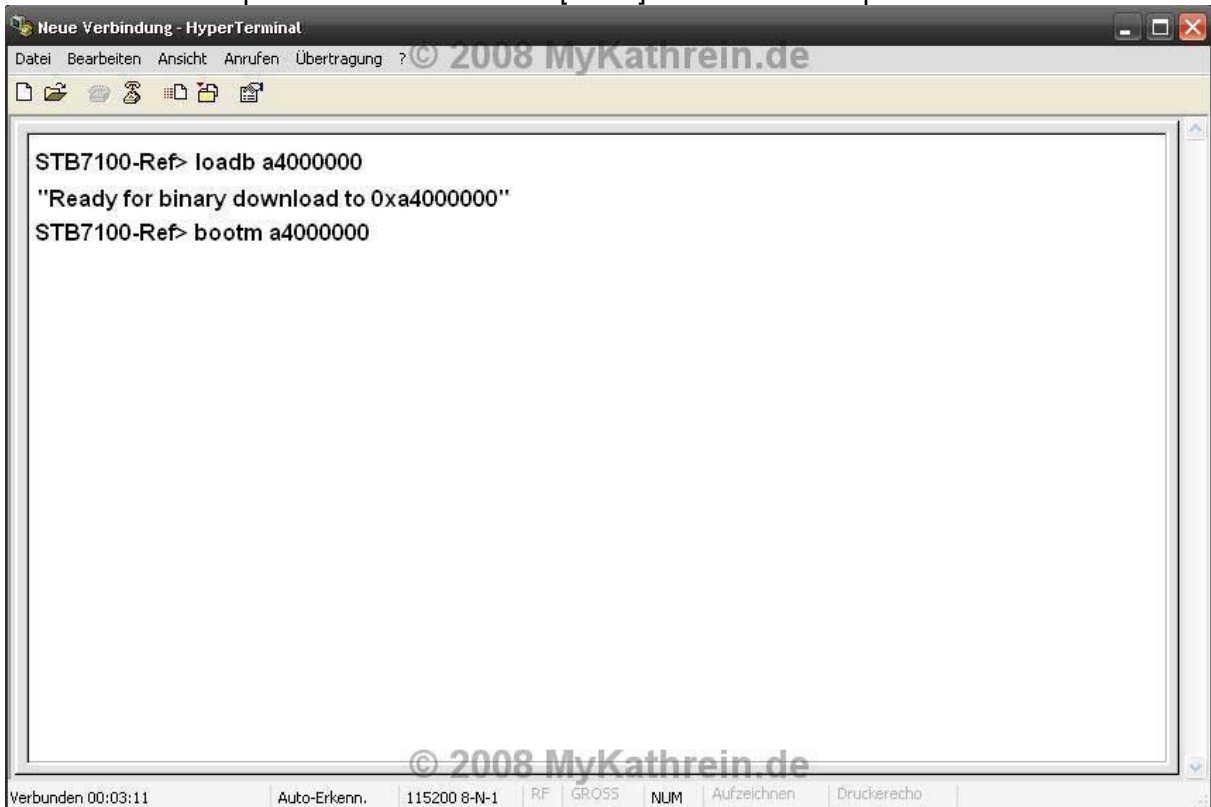 Neue Verbindung - HyperTerminal
Datei Bearbeiten Ansicht Anrufen Übertragung ?
© 2008 MyKathrein.de
STB7100-Ref> loadb a4000000
"Ready for binary download to 0xa4000000"
STB7100-Ref> bootm a4000000
© 2008 MyKathrein.de
Verbunden 00:03:11 Auto-Erkenn. 115200 8-N-1 RF GROSS NUM Aufzeichnen Druckerecho